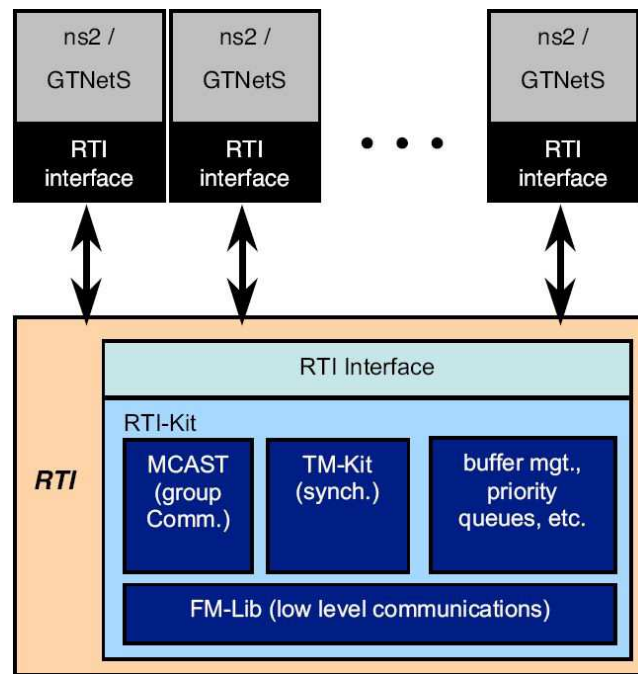 ns2 /
GTNetS
RTI
interface
ns2 /
GTNetS
RTI
interface
ns2 /
GTNetS
RTI
interface
RTI Interface
RTI-Kit
RTI
MCAST
(group
Comm.)
TM-Kit
(synch.)
buffer mgt.,
priority
queues, etc.
FM-Lib (low level communications)